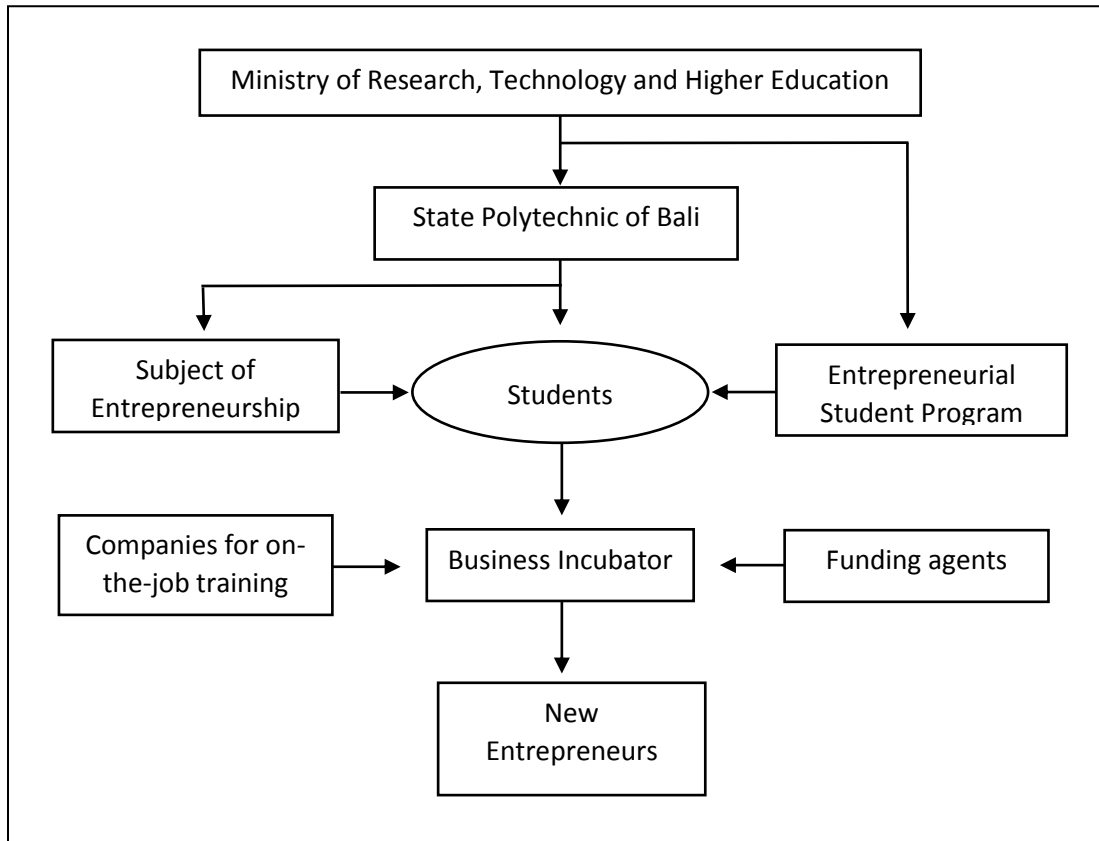 Ministry of Research, Technology and Higher Education
State Polytechnic of Bali
Subject of
Entrepreneurship
Students
Entrepreneurial
Student Program
Companies for on-
the-job training
Business Incubator
Funding agents
New
Entrepreneurs